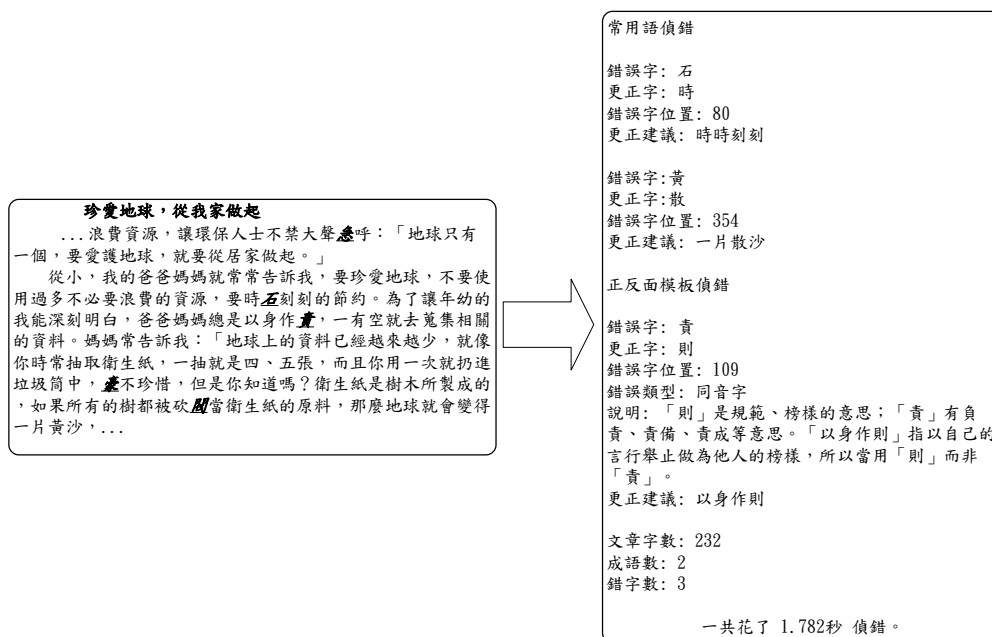 珍愛地球，從我家做起
...浪費資源，讓環保人士不禁大聲急呼：「地球只有
一個，要愛護地球，就要從居家做起。」
從小，我的爸爸媽媽就常常告訴我，要珍愛地球，不要使
用過多不必要浪費的資源，要時石刻刻的節約。為了讓年幼的
我能深刻明白，爸爸媽媽總是以身作責，一有空就去蒐集相關
的資料。媽媽常告訴我：「地球上的資料已經越來越少，就像
你時常抽取衛生紙，一抽就是四、五張，而且你用一次就扔進
垃圾筒中，豪不珍惜，但是你知道嗎？衛生紙是樹木所製成的
，如果所有的樹都被砍閥當衛生紙的原料，那麼地球就會變得
一片黃沙，...
常用語偵錯
錯誤字: 石
更正字: 時
錯誤字位置: 80
更正建議: 時時刻刻
錯誤字:黃
更正字:散
錯誤字位置: 354
更正建議: 一片散沙
正反面模板偵錯
錯誤字: 責
更正字: 則
錯誤字位置: 109
錯誤類型: 同音字
說明: 「則」是規範、榜樣的意思；「責」有負
責、責備、責成等意思。「以身作則」指以自己的
言行舉止做為他人的榜樣，所以當用「則」而非
「責」。
更正建議: 以身作則
文章字數: 232
成語數: 2
錯字數: 3
一共花了 1.782秒 偵錯。